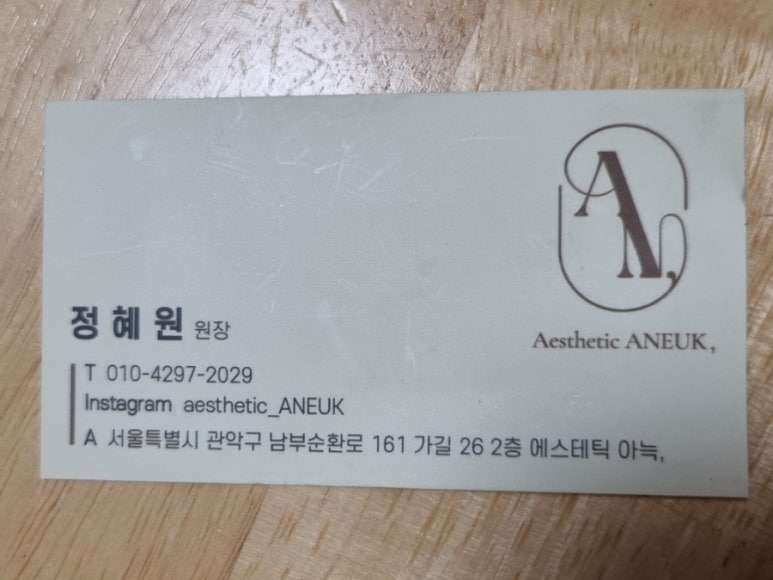 AN,
Aesthetic ANEUK,
정혜원 원장
T 010-4297-2029
Instagram aesthetic_ANEUK
A 서울특별시 관악구 남부순환로 161 가길 26 2층 에스테틱 아늑,